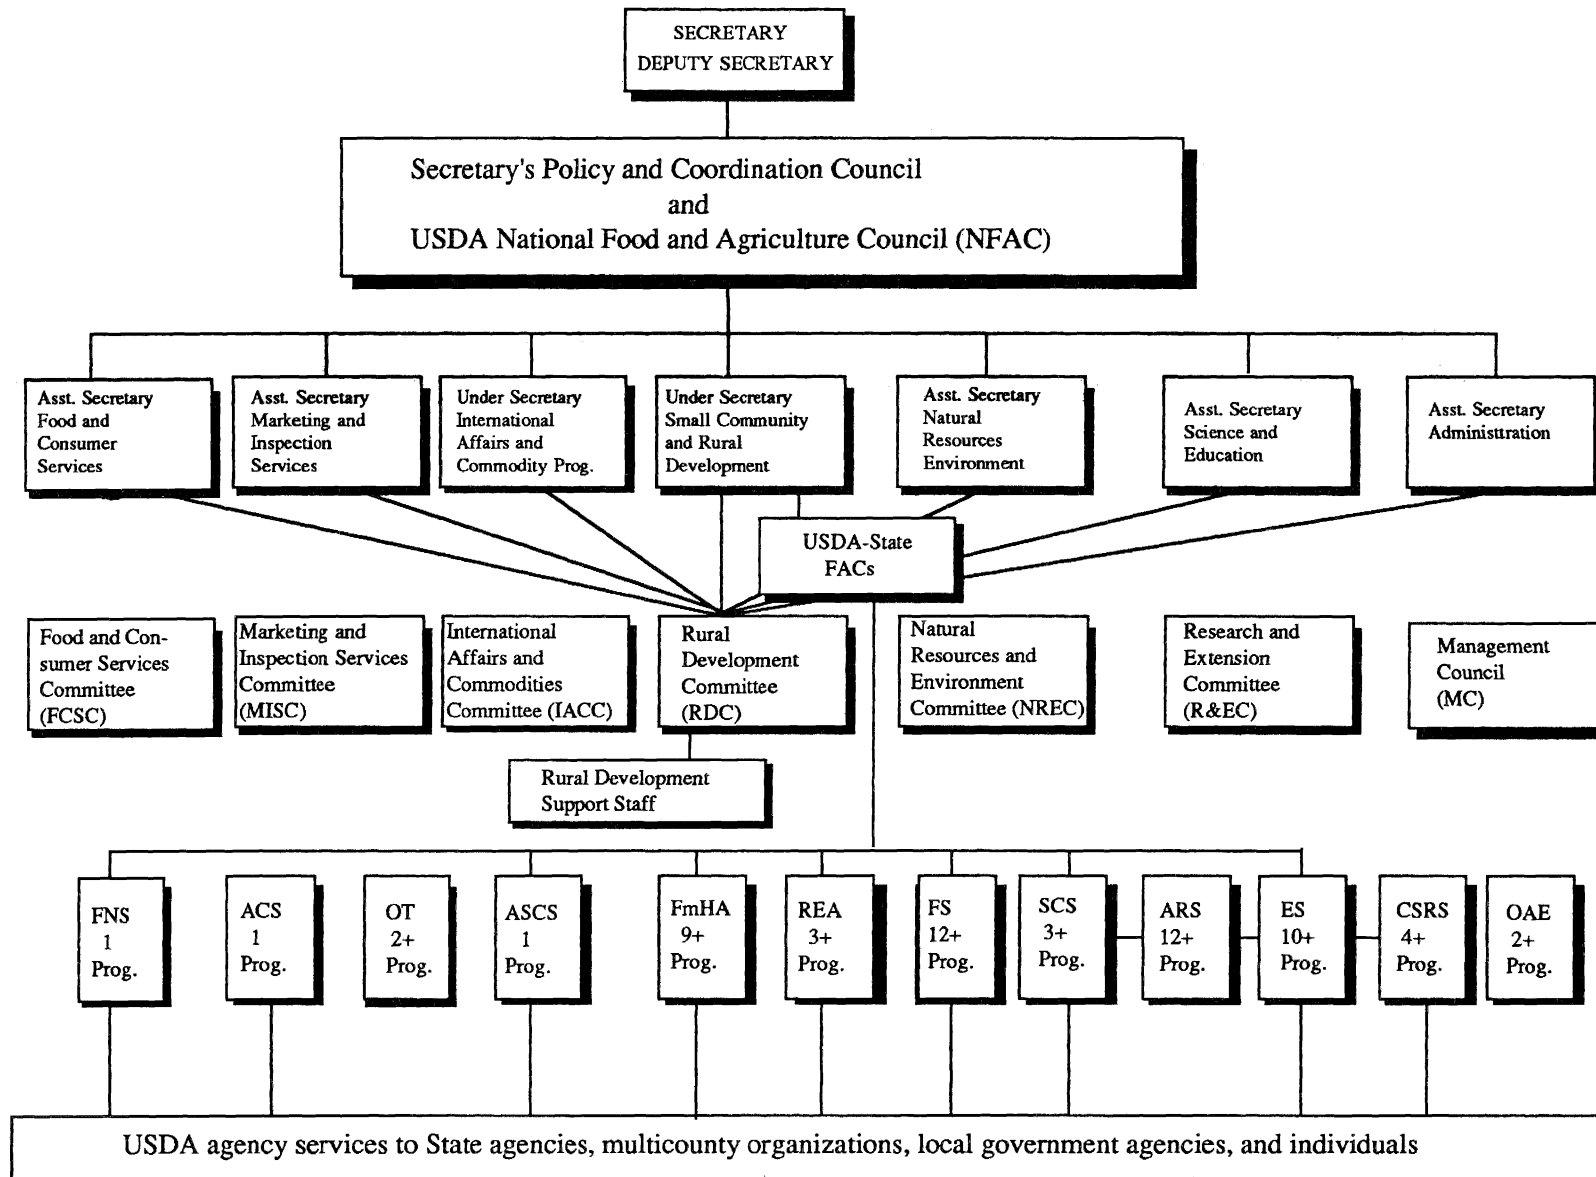 SECRETARY
DEPUTY SECRETARY
Secretary's Policy and Coordination Council
and
USDA National Food and Agriculture Council (NFAC)
Asst. Secretary
Food and
Consumer
Services
Asst. Secretary
Marketing and
Inspection
Services
Under Secretary
International
Affairs and
Commodity Prog.
Under Secretary
Small Community
and Rural
Development
Asst. Secretary
Natural
Resources
Environment
Asst. Secretary
Science and
Education
Asst. Secretary
Administtration
USDA-State
FACs
Food and Con-
sumer Services
Committee
(FCSC)
Marketing and
Inspection Services
Committee
(MISC)
International
Affairs and
Commodities
Committee (IACC)
Rural
Development
Committee
(RDC)
Natural
Resources and
Environment
Committee (NREC)
Research and
Extension
Committee
(R&EC)
Management
Council
(MC)
Rural Development
Support Staff
FNS
1
Prog.
ACS
1
Prog.
OT
2+
Prog.
ASCS
1
Prog.
FmHA
9+
Prog.
REA
3+
Prog.
FS
12+
Prog.
SCS
3+
Prog.
ARS
12+
Prog.
ES
10+
Prog.
CSRS
4+
Prog.
OAE
2+
Prog.
USDA agency services to State agencies, multicounty organizations, local government agencies, and individuals